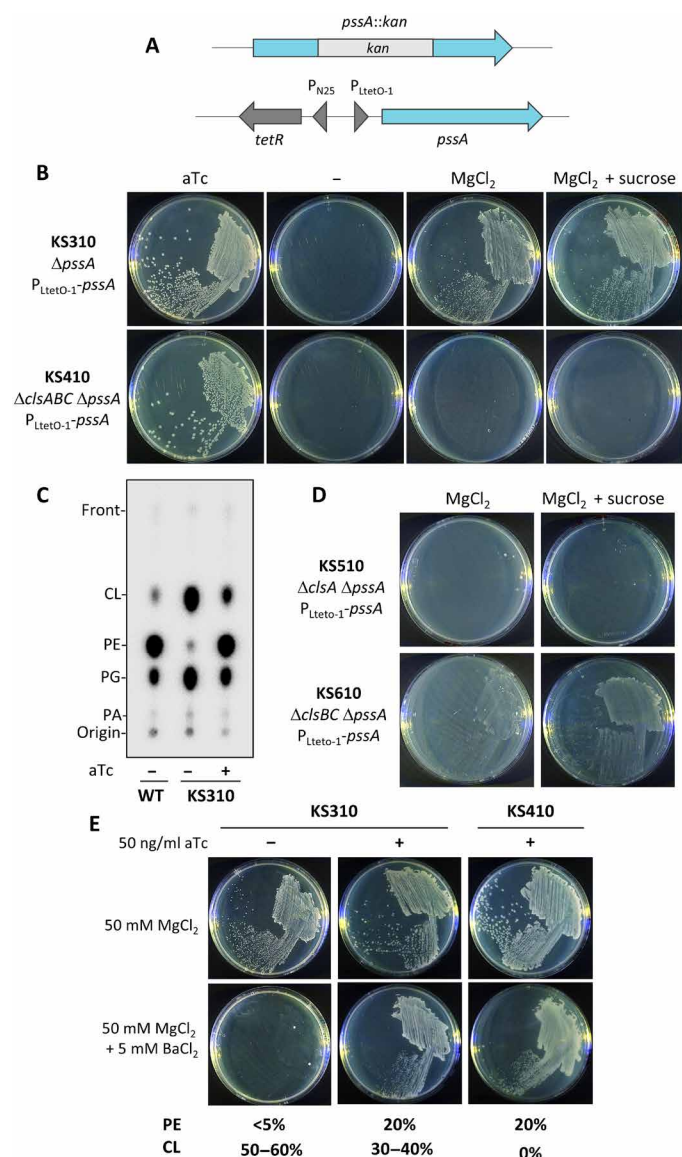 A
pssA::kan
kan
PN25 PLtetO-1
tetR pssA
B
aTc – MgCl2 MgCl2 + sucrose
KS310
ΔpssA
PLtetO-1-pssA
KS410
ΔclsABC ΔpssA
PLtetO-1-pssA
C
Front-
CL-
PE-
PG-
PA-
Origin-
aTc – – +
WT KS310
D
MgCl2 MgCl2 + sucrose
KS510
ΔclsA ΔpssA
PLteto-1-pssA
KS610
ΔclsBC ΔpssA
PLteto-1-pssA
E
KS310 KS410
50 ng/ml aTc – + +
50 mM MgCl2
50 mM MgCl2
+ 5 mM BaCl2
PE <5% 20% 20%
CL 50–60% 30–40% 0%